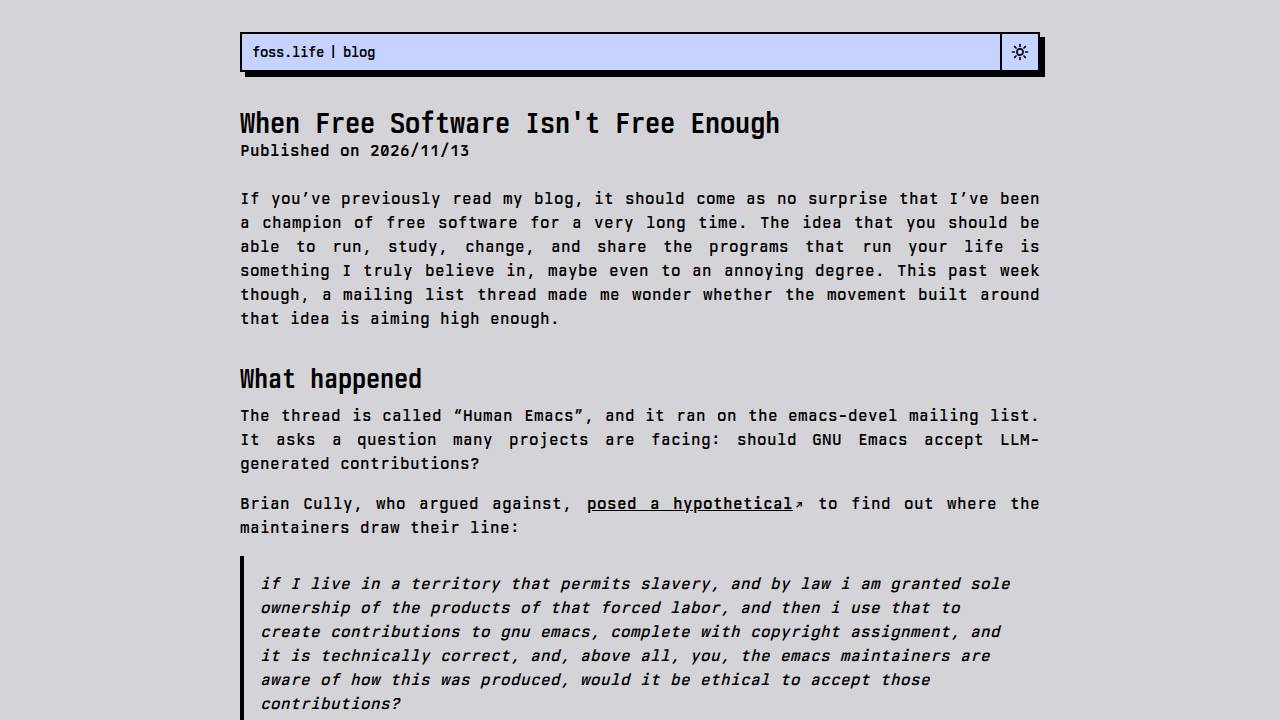 foss.life | blog
When Free Software Isn't Free Enough
Published on 2026/11/13
If you’ve previously read my blog, it should come as no surprise that I’ve been
a champion of free software for a very long time. The idea that you should be
able to run, study, change, and share the programs that run your life is
something I truly believe in, maybe even to an annoying degree. This past week
though, a mailing list thread made me wonder whether the movement built around
that idea is aiming high enough.
What happened
The thread is called “Human Emacs”, and it ran on the emacs-devel mailing list.
It asks a question many projects are facing: should GNU Emacs accept LLM-
generated contributions?
Brian Cully, who argued against, posed a hypothetical↗ to find out where the
maintainers draw their line:
if I live in a territory that permits slavery, and by law i am granted sole
ownership of the products of that forced labor, and then i use that to
create contributions to gnu emacs, complete with copyright assignment, and
it is technically correct, and, above all, you, the emacs maintainers are
aware of how this was produced, would it be ethical to accept those
contributions?